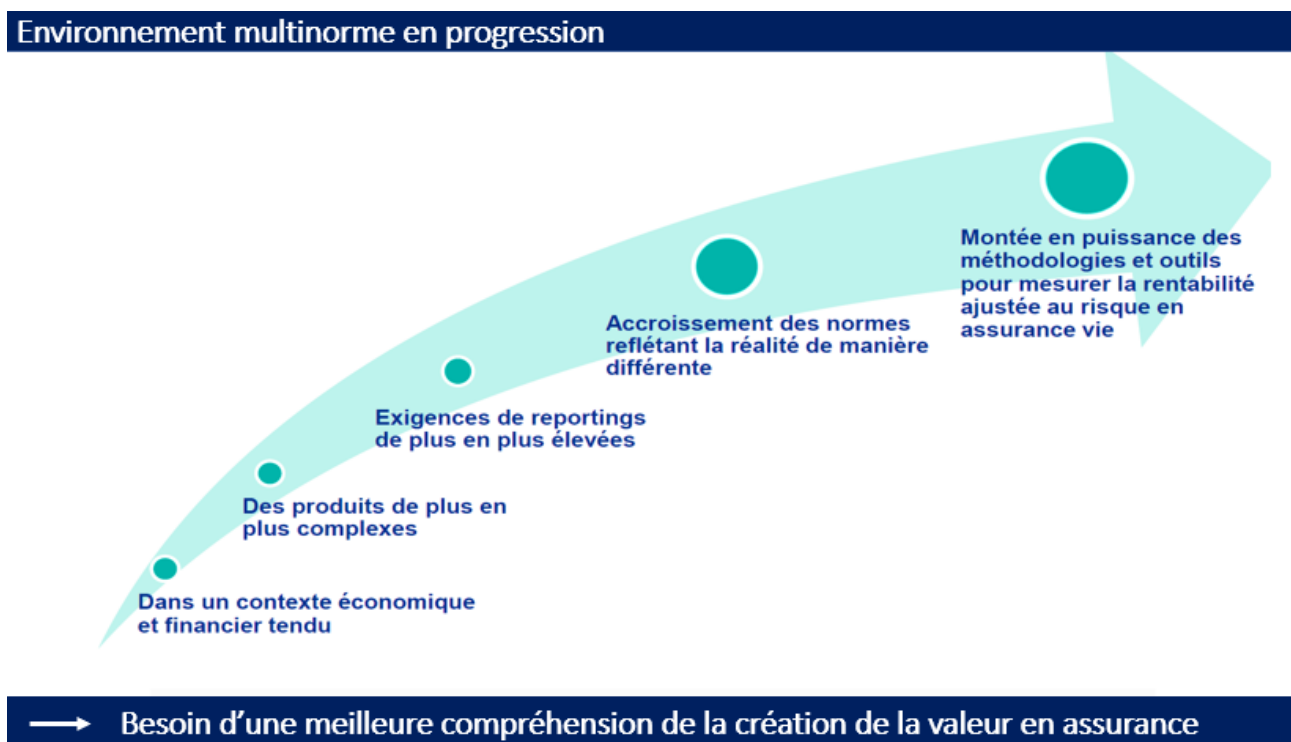 Environnement multinorme en progression
Montée en puissance des
méthodologies et outils
pour mesurer la rentabilité
ajustée au risque en
assurance vie
Accroissement des normes
reflétant la réalité de manière
différente
Exigences de reportings
de plus en plus élevées
Des produits de plus en
plus complexes
Dans un contexte économique
et financier tendu
Besoin d'une meilleure compréhension de la création de la valeur en assurance